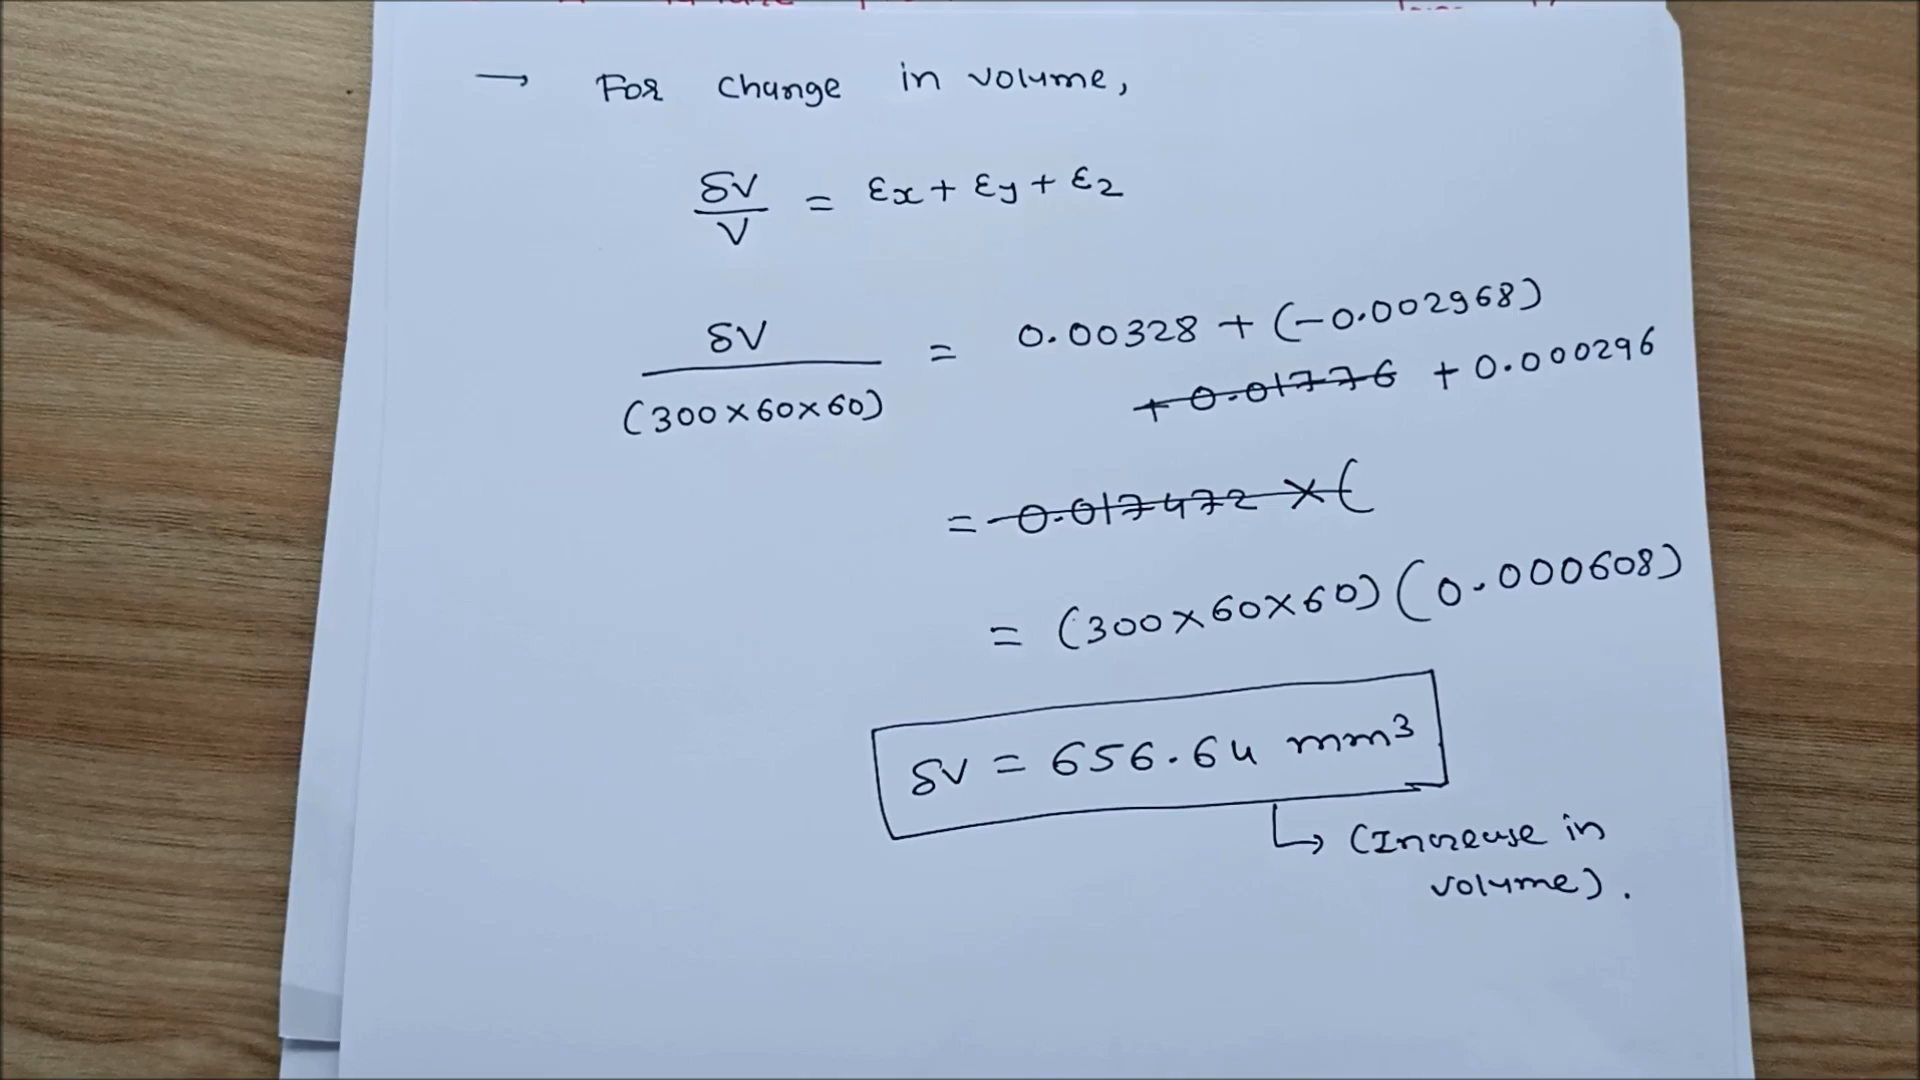 → For change in volume,
δV/V = εx + εy + εz
δV/(300×60×60) = 0.00328 + (-0.002968)
+ 0.01776 + 0.000296
= 0.017472 × (
= (300×60×60) (0.000608)
δV = 656.64 mm³
↳ (Increase in
volume).